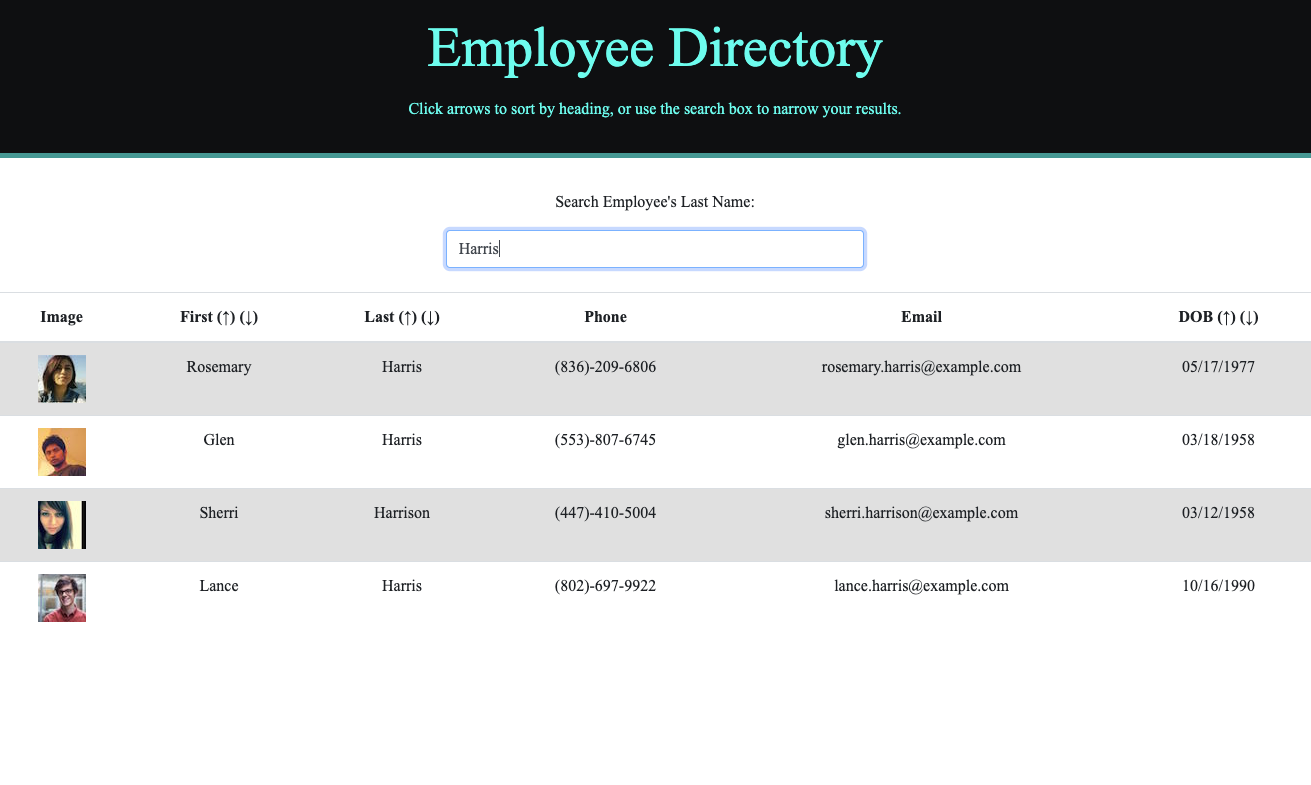 Employee Directory
Click arrows to sort by heading, or use the search box to narrow your results.
Search Employee's Last Name:
Harris
Image First (↑) (↓) Last (↑) (↓) Phone Email DOB (↑) (↓)
Rosemary Harris (836)-209-6806 rosemary.harris@example.com 05/17/1977
Glen Harris (553)-807-6745 glen.harris@example.com 03/18/1958
Sherri Harrison (447)-410-5004 sherri.harrison@example.com 03/12/1958
Lance Harris (802)-697-9922 lance.harris@example.com 10/16/1990